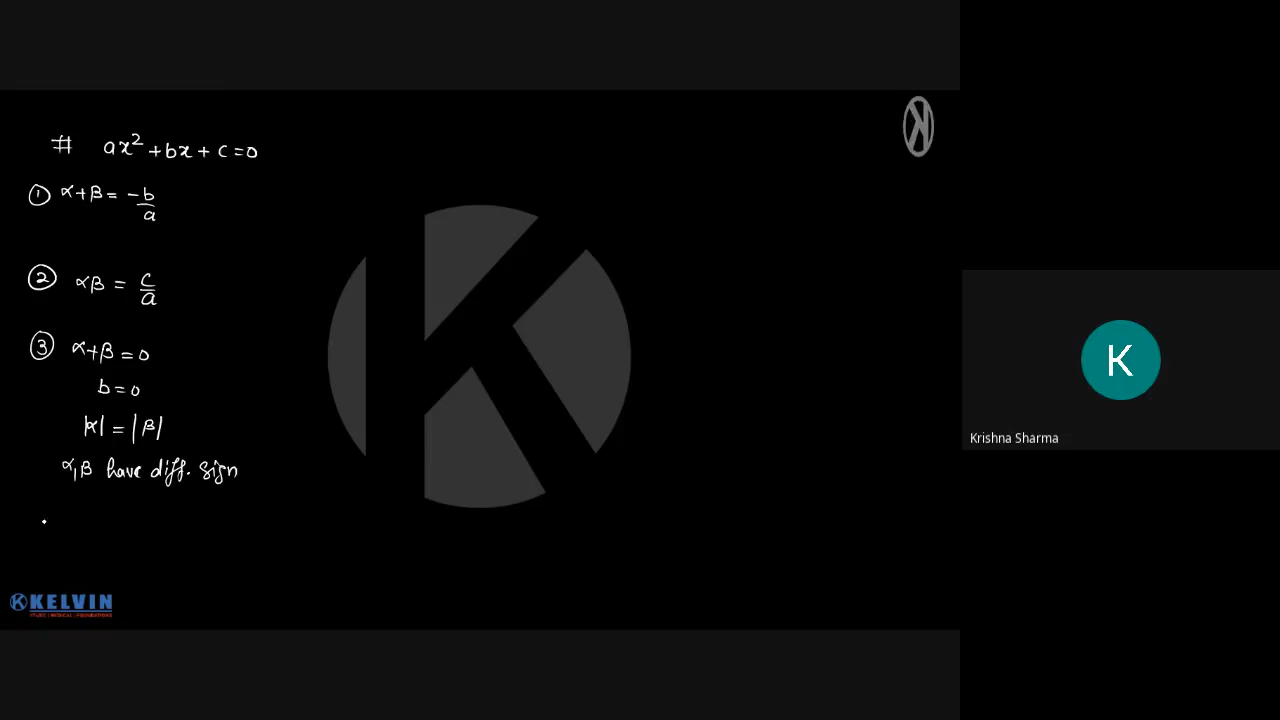 # ax² + bx + c = 0
① α + β = -b/a
② αβ = c/a
③ α + β = 0
b = 0
|α| = |β|
α, β have diff. sign
K
Krishna Sharma
KELVIN